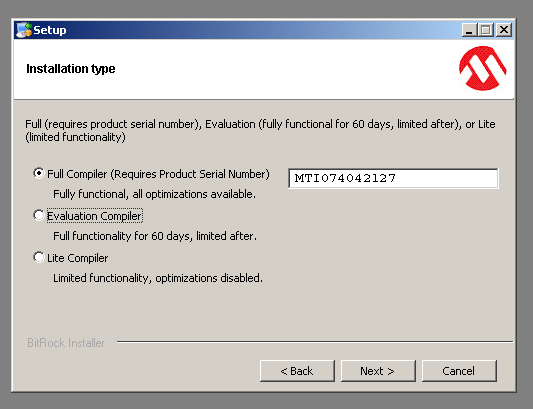 Setup
Installation type
Full (requires product serial number), Evaluation (fully functional for 60 days, limited after), or Lite
(limited functionality)
Full Compiler (Requires Product Serial Number)
MTI074042127
Fully functional, all optimizations available.
Evaluation Compiler
Full functionality for 60 days, limited after.
Lite Compiler
Limited functionality, optimizations disabled.
BitRock Installer
< Back
Next >
Cancel